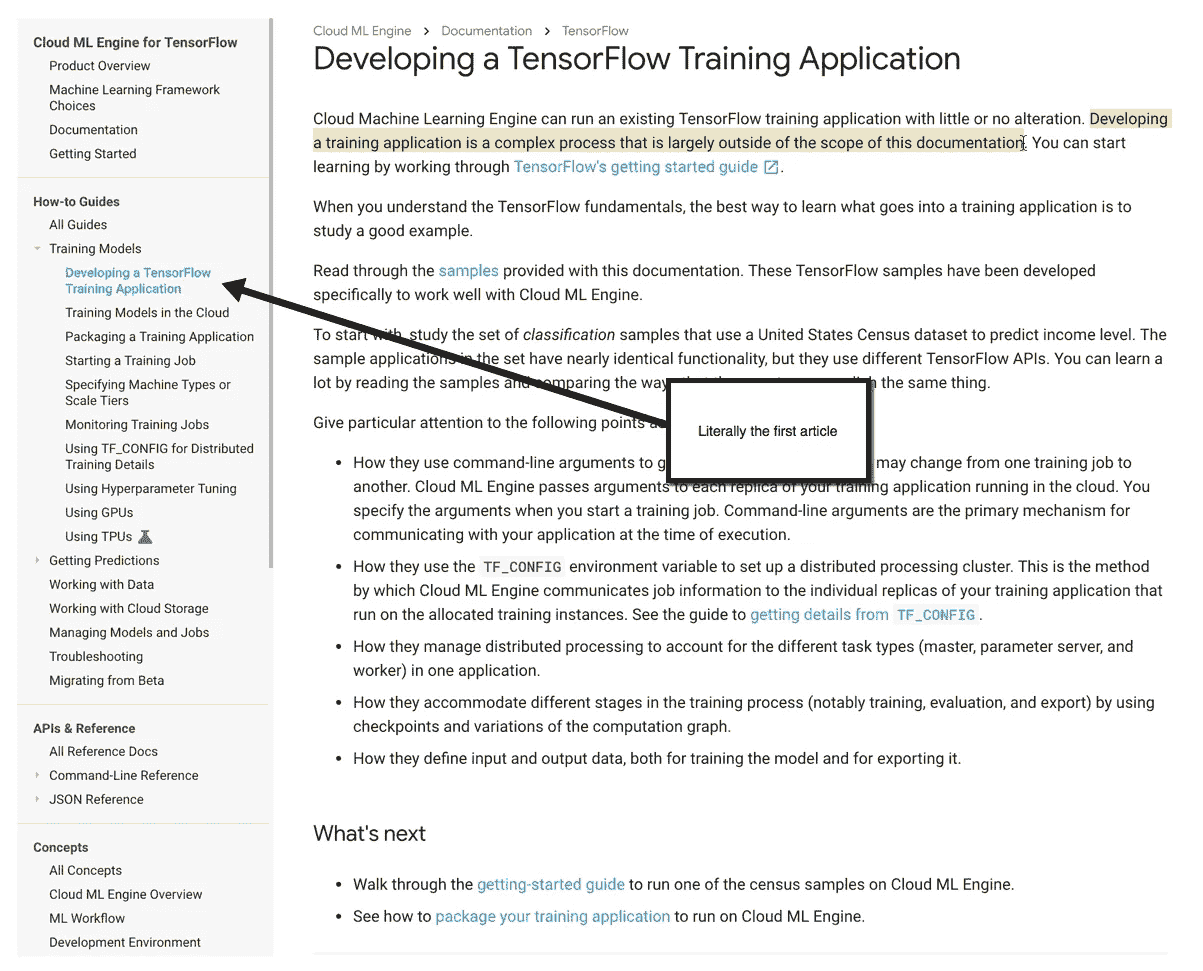 Cloud ML Engine for TensorFlow
Product Overview
Machine Learning Framework
Choices
Documentation
Getting Started
How-to Guides
All Guides
Training Models
Developing a TensorFlow
Training Application
Training Models in the Cloud
Packaging a Training Application
Starting a Training Job
Specifying Machine Types or
Scale Tiers
Monitoring Training Jobs
Using TF_CONFIG for Distributed
Training Details
Using Hyperparameter Tuning
Using GPUs
Using TPUs
Getting Predictions
Working with Data
Working with Cloud Storage
Managing Models and Jobs
Troubleshooting
Migrating from Beta
APIs & Reference
All Reference Docs
Command-Line Reference
JSON Reference
Concepts
All Concepts
Cloud ML Engine Overview
ML Workflow
Development Environment
Cloud ML Engine > Documentation > TensorFlow
Developing a TensorFlow Training Application
Cloud Machine Learning Engine can run an existing TensorFlow training application with little or no alteration. Developing
a training application is a complex process that is largely outside of the scope of this documentation. You can start
learning by working through TensorFlow's getting started guide.
When you understand the TensorFlow fundamentals, the best way to learn what goes into a training application is to
study a good example.
Read through the samples provided with this documentation. These TensorFlow samples have been developed
specifically to work well with Cloud ML Engine.
To start with, study the set of classification samples that use a United States Census dataset to predict income level. The
sample applications in the set have nearly identical functionality, but they use different TensorFlow APIs. You can learn a
lot by reading the samples and comparing the way the same thing.
Give particular attention to the following points
Literally the first article
• How they use command-line arguments to may change from one training job to
another. Cloud ML Engine passes arguments to each replica of your training application running in the cloud. You
specify the arguments when you start a training job. Command-line arguments are the primary mechanism for
communicating with your application at the time of execution.
• How they use the TF_CONFIG environment variable to set up a distributed processing cluster. This is the method
by which Cloud ML Engine communicates job information to the individual replicas of your training application that
run on the allocated training instances. See the guide to getting details from TF_CONFIG.
• How they manage distributed processing to account for the different task types (master, parameter server, and
worker) in one application.
• How they accommodate different stages in the training process (notably training, evaluation, and export) by using
checkpoints and variations of the computation graph.
• How they define input and output data, both for training the model and for exporting it.
What's next
• Walk through the getting-started guide to run one of the census samples on Cloud ML Engine.
• See how to package your training application to run on Cloud ML Engine.